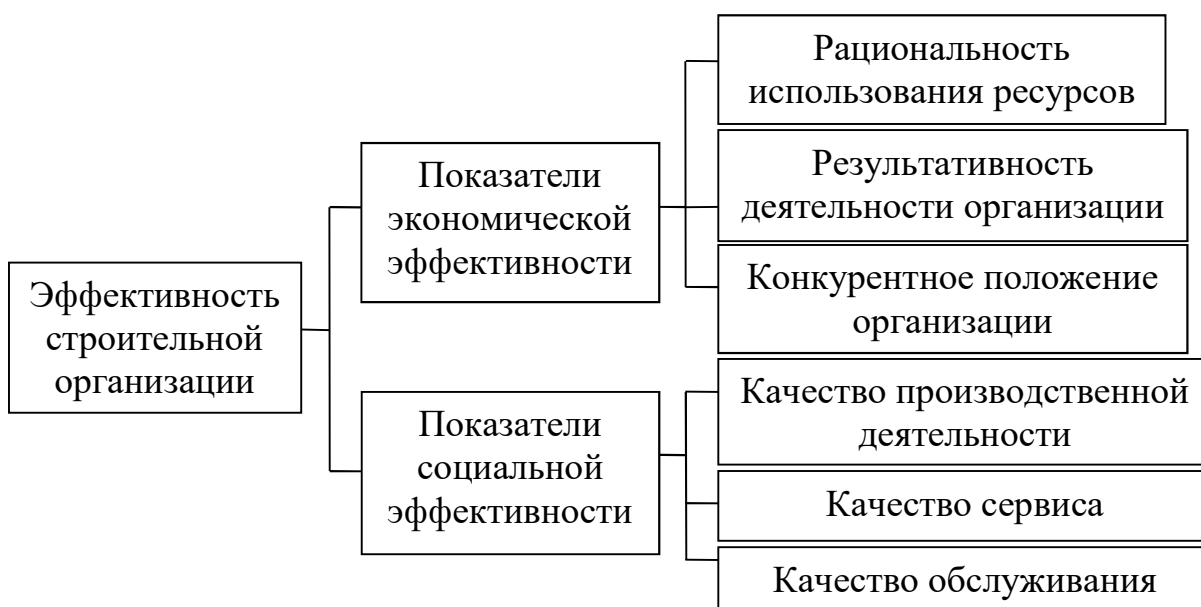 Эффективность
строительной
организации
Показатели
экономической
эффективности
Рациональность
использования ресурсов
Результативность
деятельности организации
Конкурентное положение
организации
Показатели
социальной
эффективности
Качество производственной
деятельности
Качество сервиса
Качество обслуживания